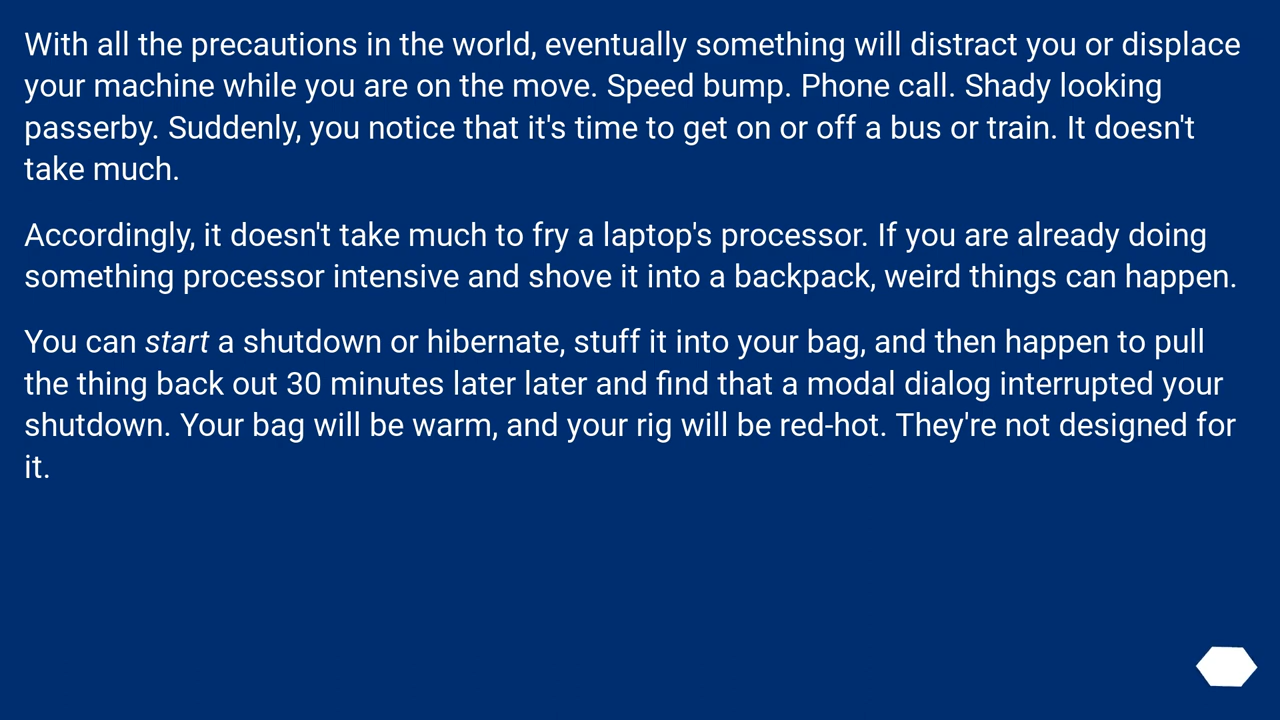 With all the precautions in the world, eventually something will distract you or displace
your machine while you are on the move. Speed bump. Phone call. Shady looking
passerby. Suddenly, you notice that it's time to get on or off a bus or train. It doesn't
take much.
Accordingly, it doesn't take much to fry a laptop's processor. If you are already doing
something processor intensive and shove it into a backpack, weird things can happen.
You can start a shutdown or hibernate, stuff it into your bag, and then happen to pull
the thing back out 30 minutes later later and find that a modal dialog interrupted your
shutdown. Your bag will be warm, and your rig will be red-hot. They're not designed for
it.